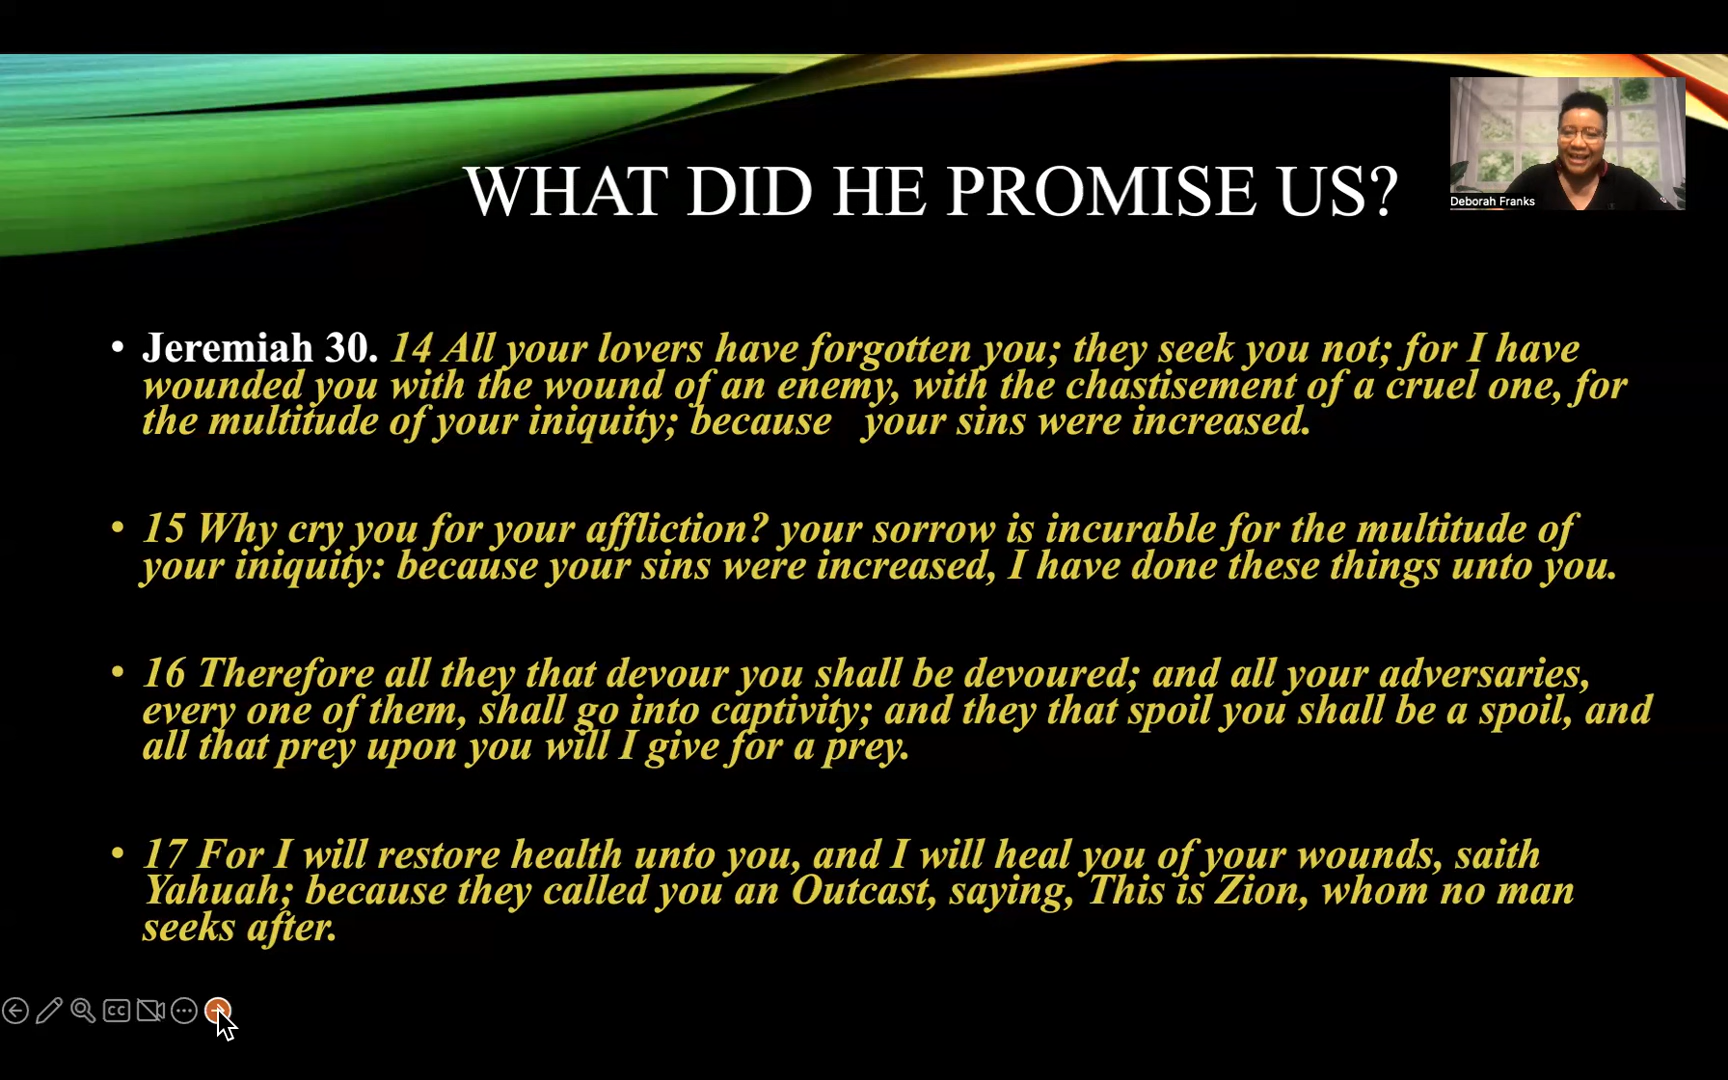 WHAT DID HE PROMISE US?
Deborah Franks
• Jeremiah 30. 14 All your lovers have forgotten you; they seek you not; for I have
wounded you with the wound of an enemy, with the chastisement of a cruel one, for
the multitude of your iniquity; because your sins were increased.
• 15 Why cry you for your affliction? your sorrow is incurable for the multitude of
your iniquity: because your sins were increased, I have done these things unto you.
• 16 Therefore all they that devour you shall be devoured; and all your adversaries,
every one of them, shall go into captivity; and they that spoil you shall be a spoil, and
all that prey upon you will I give for a prey.
• 17 For I will restore health unto you, and I will heal you of your wounds, saith
Yahuah; because they called you an Outcast, saying, This is Zion, whom no man
seeks after.
CC